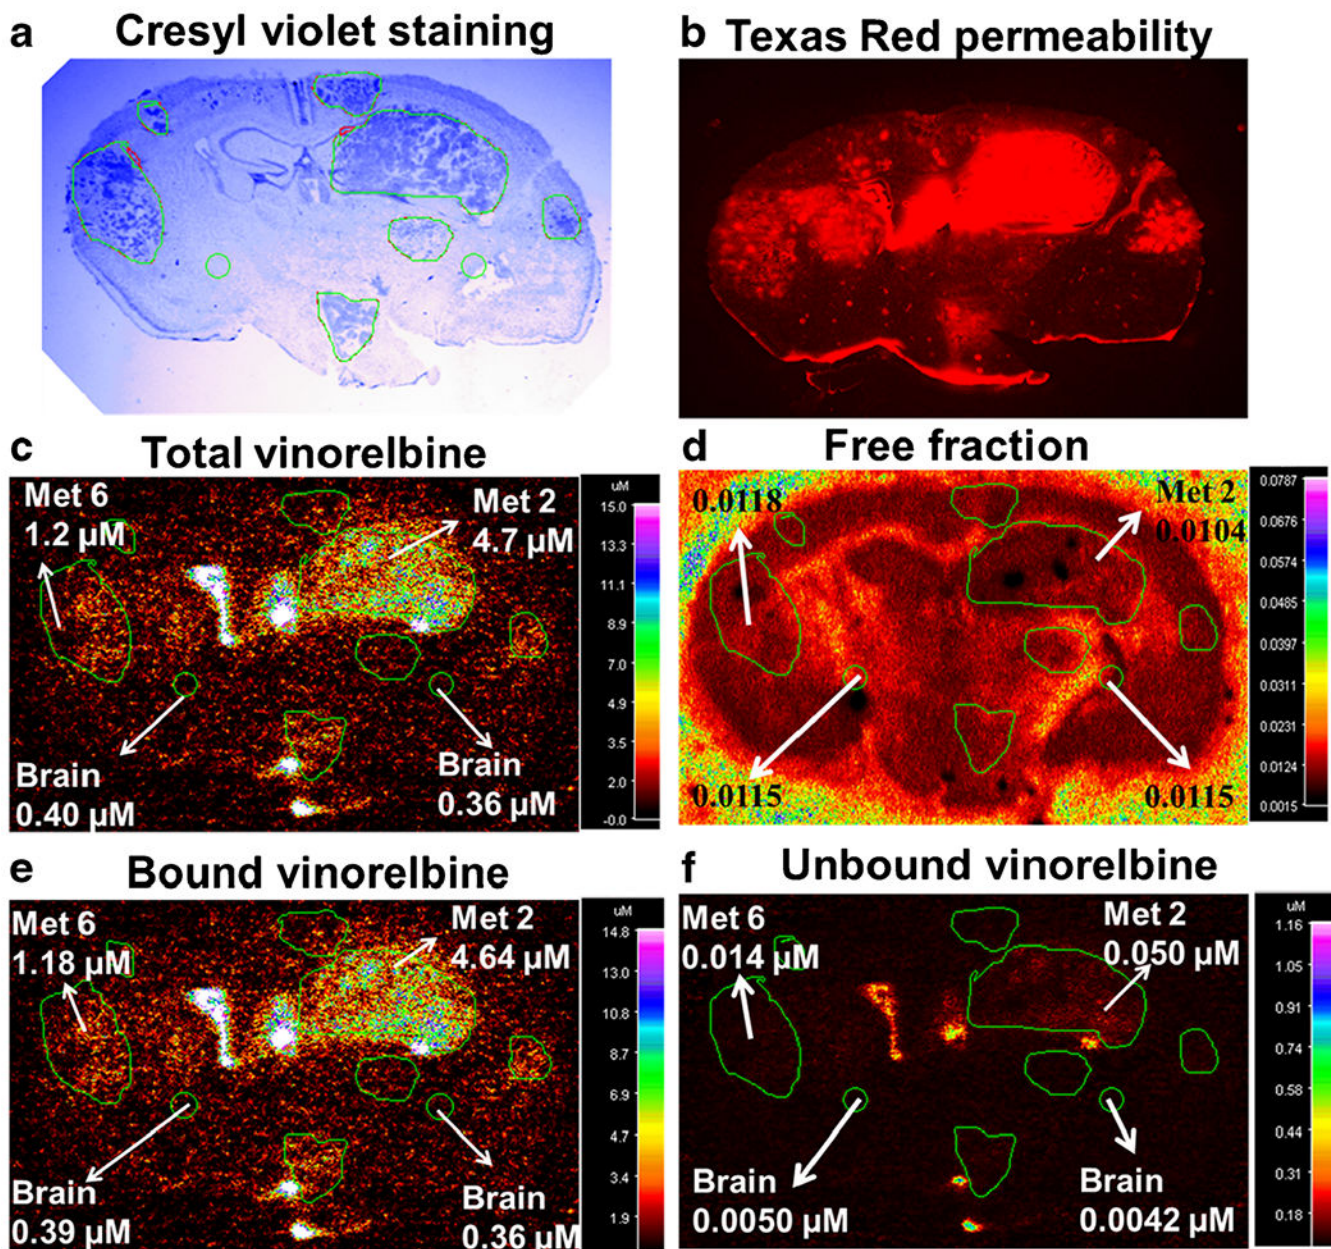 a Cresyl violet staining
b Texas Red permeability
c Total vinorelbine
Met 6
1.2 µM
Met 2
4.7 µM
Brain
0.40 µM
Brain
0.36 µM
uM
15.0
13.3
11.1
8.9
7.0
4.9
3.5
2.0
-0.0
d Free fraction
0.0118
Met 2
0.0104
0.0115
0.0115
0.0787
0.0676
0.0574
0.0485
0.0397
0.0311
0.0231
0.0124
0.0015
e Bound vinorelbine
Met 6
1.18 µM
Met 2
4.64 µM
Brain
0.39 µM
Brain
0.36 µM
uM
14.8
13.0
10.8
8.7
6.9
4.7
3.4
1.9
f Unbound vinorelbine
Met 6
0.014 µM
Met 2
0.050 µM
Brain
0.0050 µM
Brain
0.0042 µM
uM
1.16
1.05
0.91
0.74
0.58
0.44
0.31
0.18